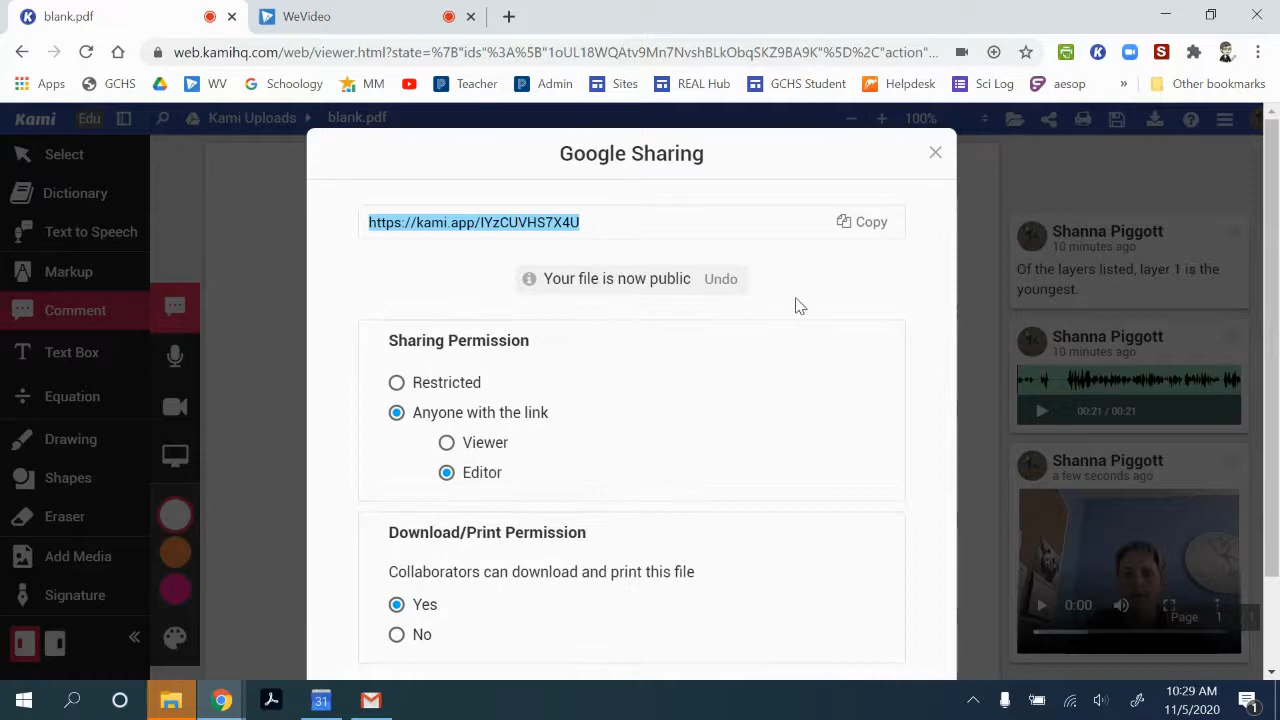 blank.pdf
WeVideo
web.kamihq.com/web/viewer.html?state=%7B"ids"%3A%5B"1oUL18WQAtv9Mn7NvshBLkObqSKZ9BA9K"%5D%2C"action"...
Apps
GCHS
WV
Schoology
MM
Teacher
Admin
Sites
REAL Hub
GCHS Student
Helpdesk
Sci Log
aesop
»
Other bookmarks
Kami
Edu
Kami Uploads
blank.pdf
100%
Select
Dictionary
Text to Speech
Markup
Comment
Text Box
Equation
Drawing
Shapes
Eraser
Add Media
Signature
Google Sharing
https://kami.app/IYzCUVHS7X4U
Copy
Your file is now public Undo
Sharing Permission
Restricted
Anyone with the link
Viewer
Editor
Download/Print Permission
Collaborators can download and print this file
Yes
No
Shanna Piggott
10 minutes ago
Of the layers listed, layer 1 is the
youngest.
Shanna Piggott
10 minutes ago
00:21 / 00:21
Shanna Piggott
a few seconds ago
0:00
Page 1
31
10:29 AM
11/5/2020
1